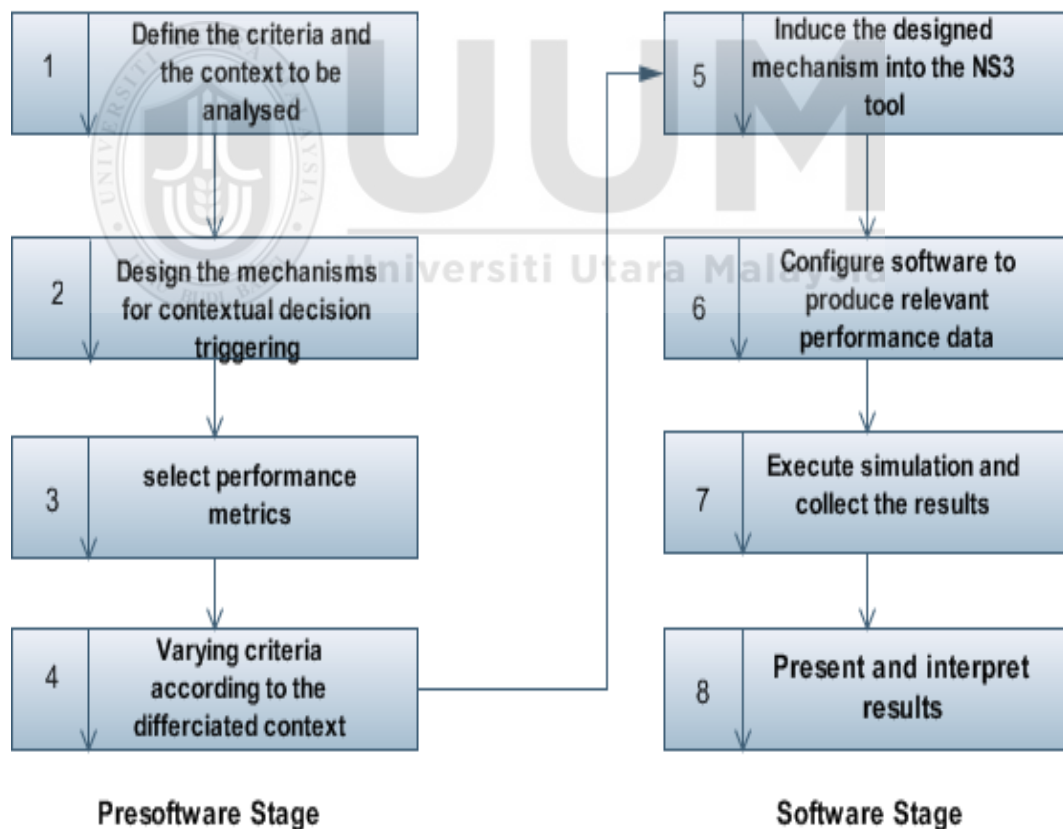 1
Define the criteria and
the context to be
analysed
2
Design the mechanisms
for contextual decision
triggering
3
select performance
metrics
4
Varying criteria
according to the
differciated context
Presoftware Stage
5
Induce the designed
mechanism into the NS3
tool
6
Configure software to
produce relevant
performance data
7
Execute simulation and
collect the results
8
Present and interpret
results
Software Stage
UUM
Universiti Utara Malaysia